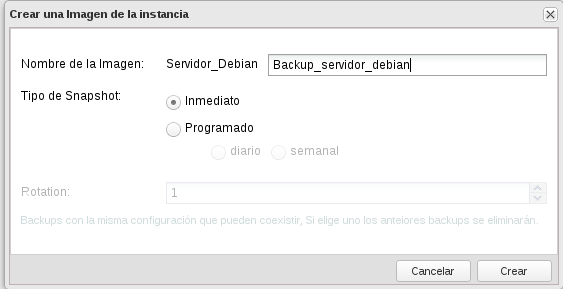 Crear una Imagen de la instancia
Nombre de la Imagen: Servidor_Debian Backup_servidor_debian
Tipo de Snapshot: Inmediato
Programado
diario semanal
Rotation: 1
Backups con la misma configuración que pueden coexistir, Si elige uno los anteiores backups se eliminarán.
Cancelar Crear